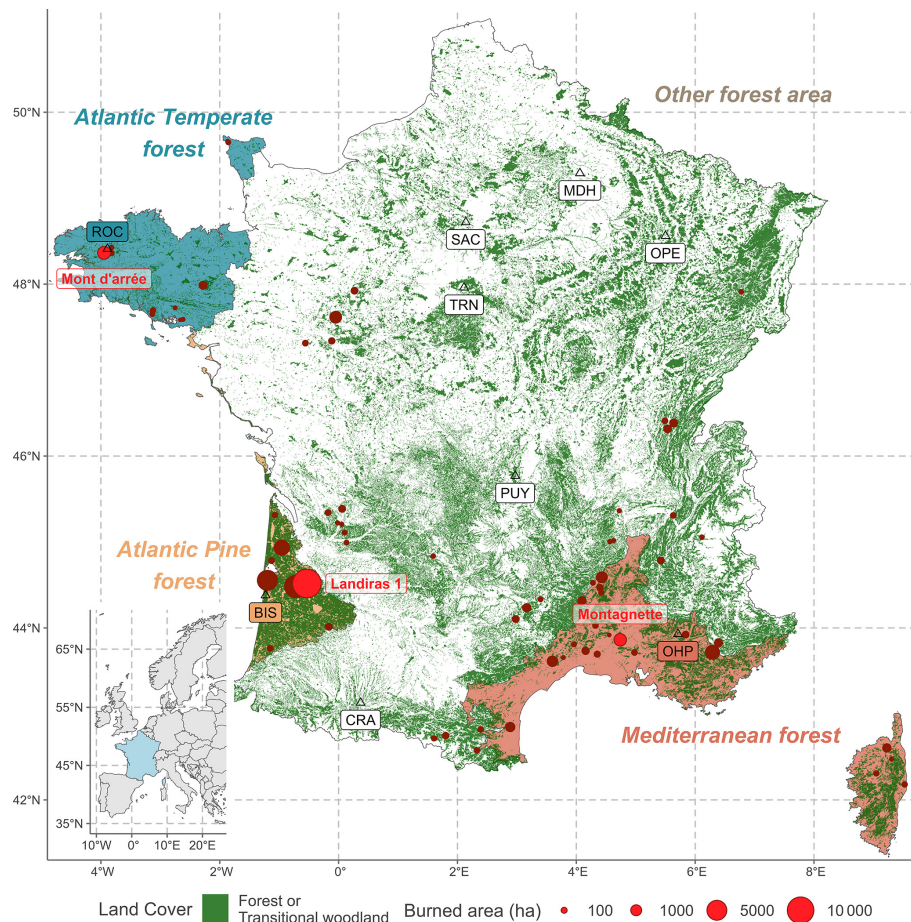 50°N
48°N
46°N
44°N
42°N
Atlantic Temperate
forest
Other forest area
MDH
ROC
SAC
OPE
Mont d'arrée
TRN
PUY
Atlantic Pine
forest
Landiras 1
BIS
Montagnette
OHP
CRA
Mediterranean forest
65°N
55°N
45°N
35°N
10°W
0°
10°E
20°E
4°W
2°W
0°
2°E
4°E
6°E
8°E
Land Cover
Forest or
Transitional woodland
Burned area (ha)
100
1000
5000
10 000